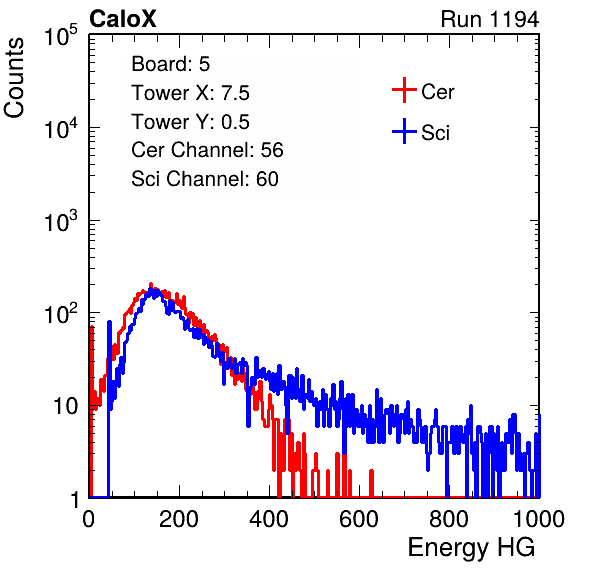 CaloX Run 1194
Counts
Board: 5
Tower X: 7.5
Tower Y: 0.5
Cer Channel: 56
Sci Channel: 60
Cer
Sci
10^5
10^4
10^3
10^2
10
1
0 200 400 600 800 1000
Energy HG